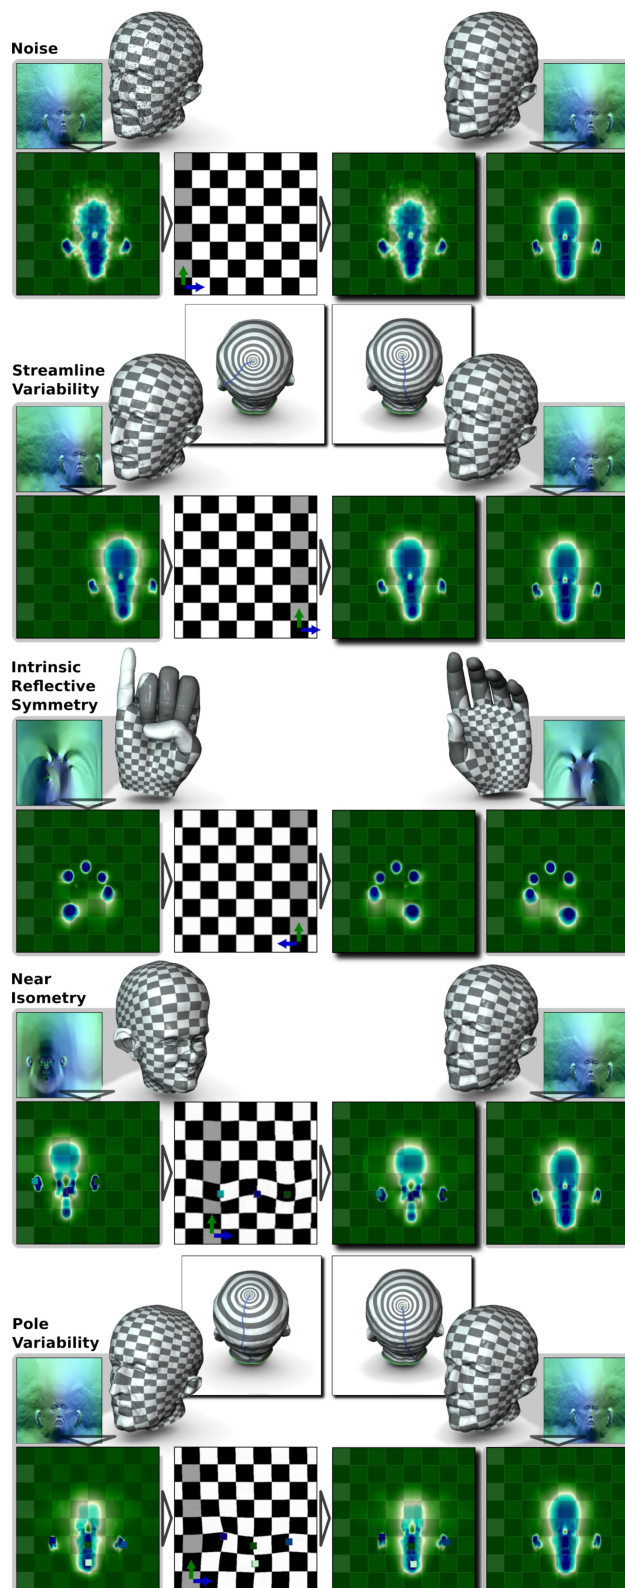 Noise
Streamline
Variability
Intrinsic
Reflective
Symmetry
Near
Isometry
Pole
Variability